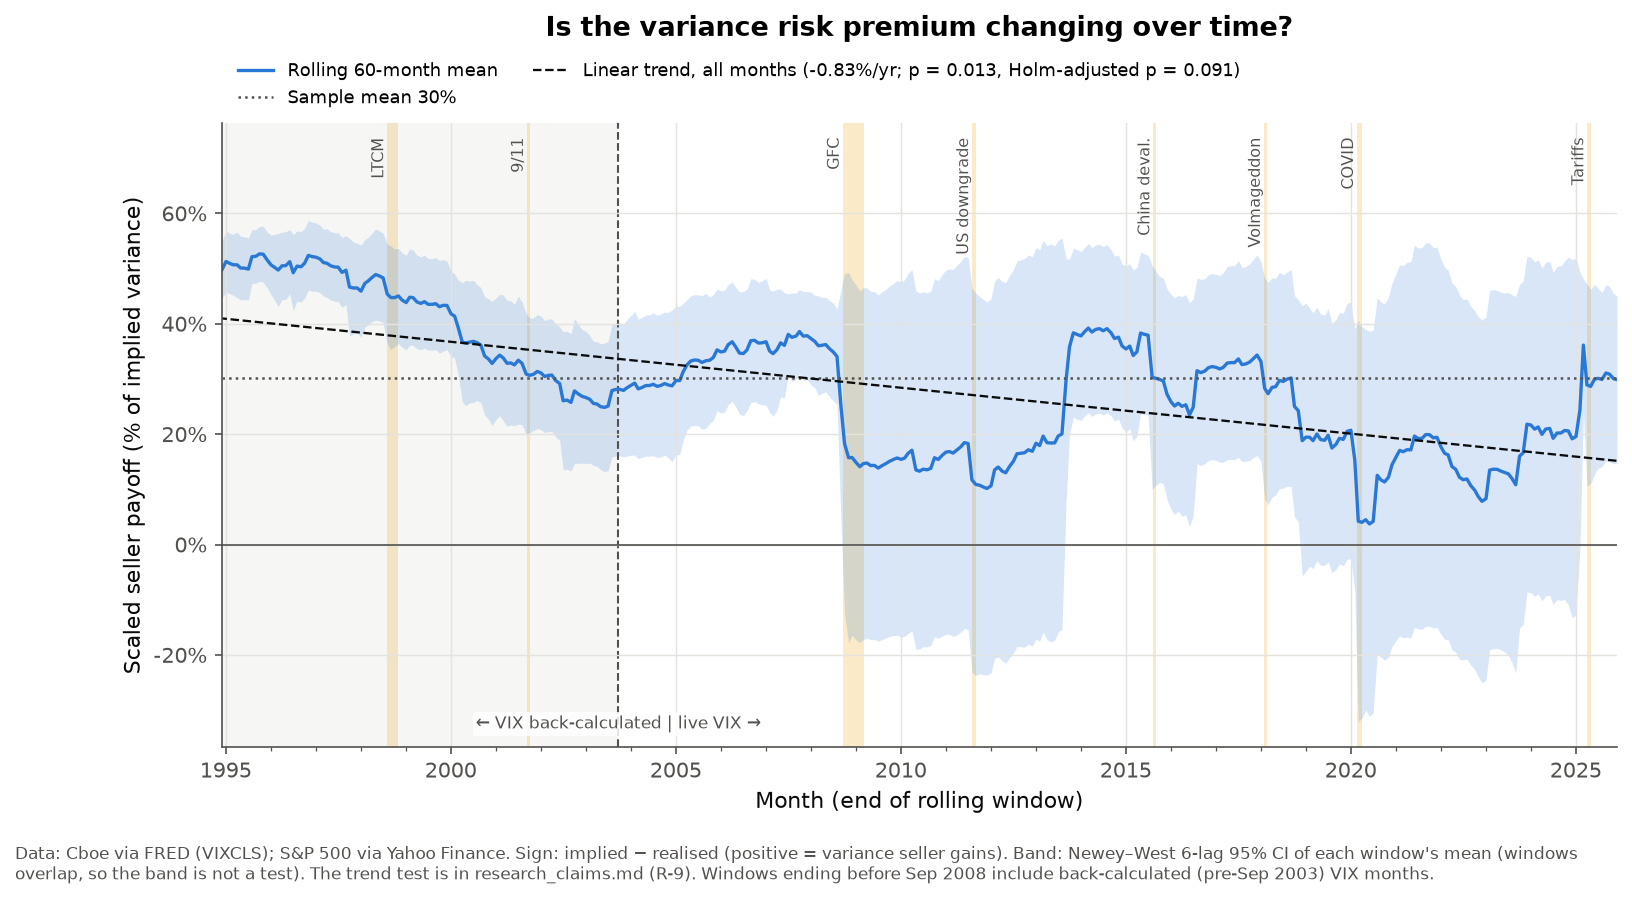 Is the variance risk premium changing over time?
Rolling 60-month mean
Linear trend, all months (-0.83%/yr; p = 0.013, Holm-adjusted p = 0.091)
Sample mean 30%
LTCM
9/11
GFC
US downgrade
China deval.
Volmageddon
COVID
Tariffs
Scaled seller payoff (% of implied variance)
60%
40%
20%
0%
-20%
← VIX back-calculated | live VIX →
1995
2000
2005
2010
2015
2020
2025
Month (end of rolling window)
Data: Cboe via FRED (VIXCLS); S&P 500 via Yahoo Finance. Sign: implied − realised (positive = variance seller gains). Band: Newey–West 6-lag 95% CI of each window's mean (windows
overlap, so the band is not a test). The trend test is in research_claims.md (R-9). Windows ending before Sep 2008 include back-calculated (pre-Sep 2003) VIX months.